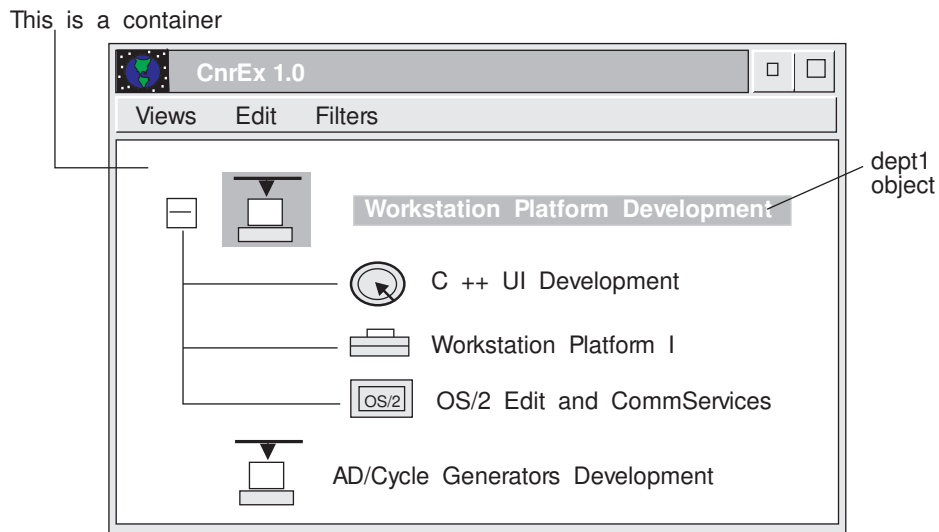 This is a container
CnrEx 1.0
Views Edit Filters
dept1
object
Workstation Platform Development
C ++ UI Development
Workstation Platform I
OS/2 OS/2 Edit and CommServices
AD/Cycle Generators Development